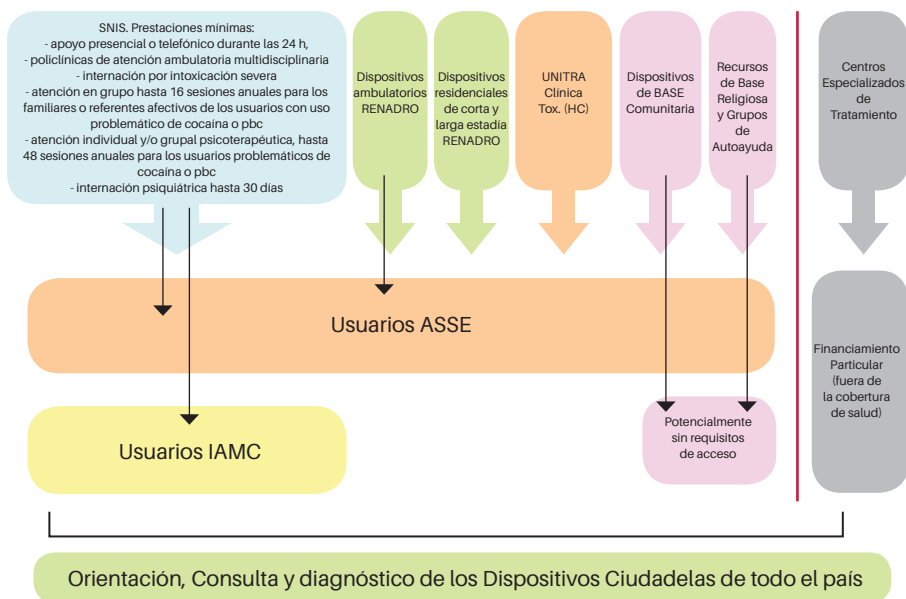 SNIS. Prestaciones mínimas:
- apoyo presencial o telefónico durante las 24 h,
- policlínicas de atención ambulatoria multidisciplinaria
- internación por intoxicación severa
- atención en grupo hasta 16 sesiones anuales para los
familiares o referentes afectivos de los usuarios con uso
problemático de cocaína o pbc
- atención individual y/o grupal psicoterapéutica, hasta
48 sesiones anuales para los usuarios problemáticos de
cocaína o pbc
- internación psiquiátrica hasta 30 días
Dispositivos
ambulatorios
RENADRO
Dispositivos
residenciales
de corta y
larga estadía
RENADRO
UNITRA
Clínica
Tox. (HC)
Dispositivos
de BASE
Comunitaria
Recursos
de Base
Religiosa
y Grupos
de
Autoayuda
Centros
Especializados
de
Tratamiento
Usuarios ASSE
Usuarios IAMC
Potencialmente
sin requisitos
de acceso
Financiamiento
Particular
(fuera de
la cobertura
de salud)
Orientación, Consulta y diagnóstico de los Dispositivos Ciudadelas de todo el país